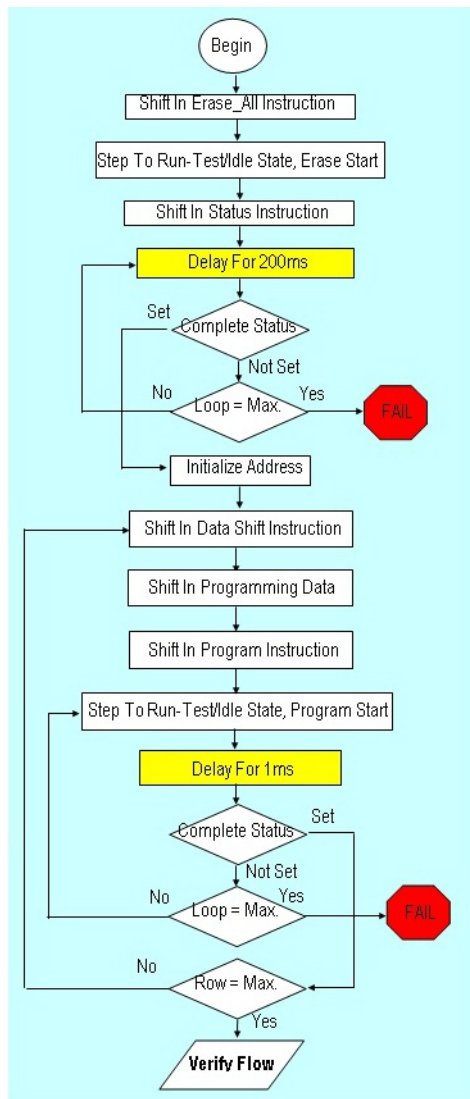 Begin
Shift In Erase_All Instruction
Step To Run-Test/Idle State, Erase Start
Shift In Status Instruction
Delay For 200ms
Set
Complete Status
Not Set
No
Loop = Max.
Yes
FAIL
Initialize Address
Shift In Data Shift Instruction
Shift In Programming Data
Shift In Program Instruction
Step To Run-Test/Idle State, Program Start
Delay For 1ms
Complete Status
Set
Not Set
No
Loop = Max.
Yes
FAIL
No
Row = Max.
Yes
Verify Flow